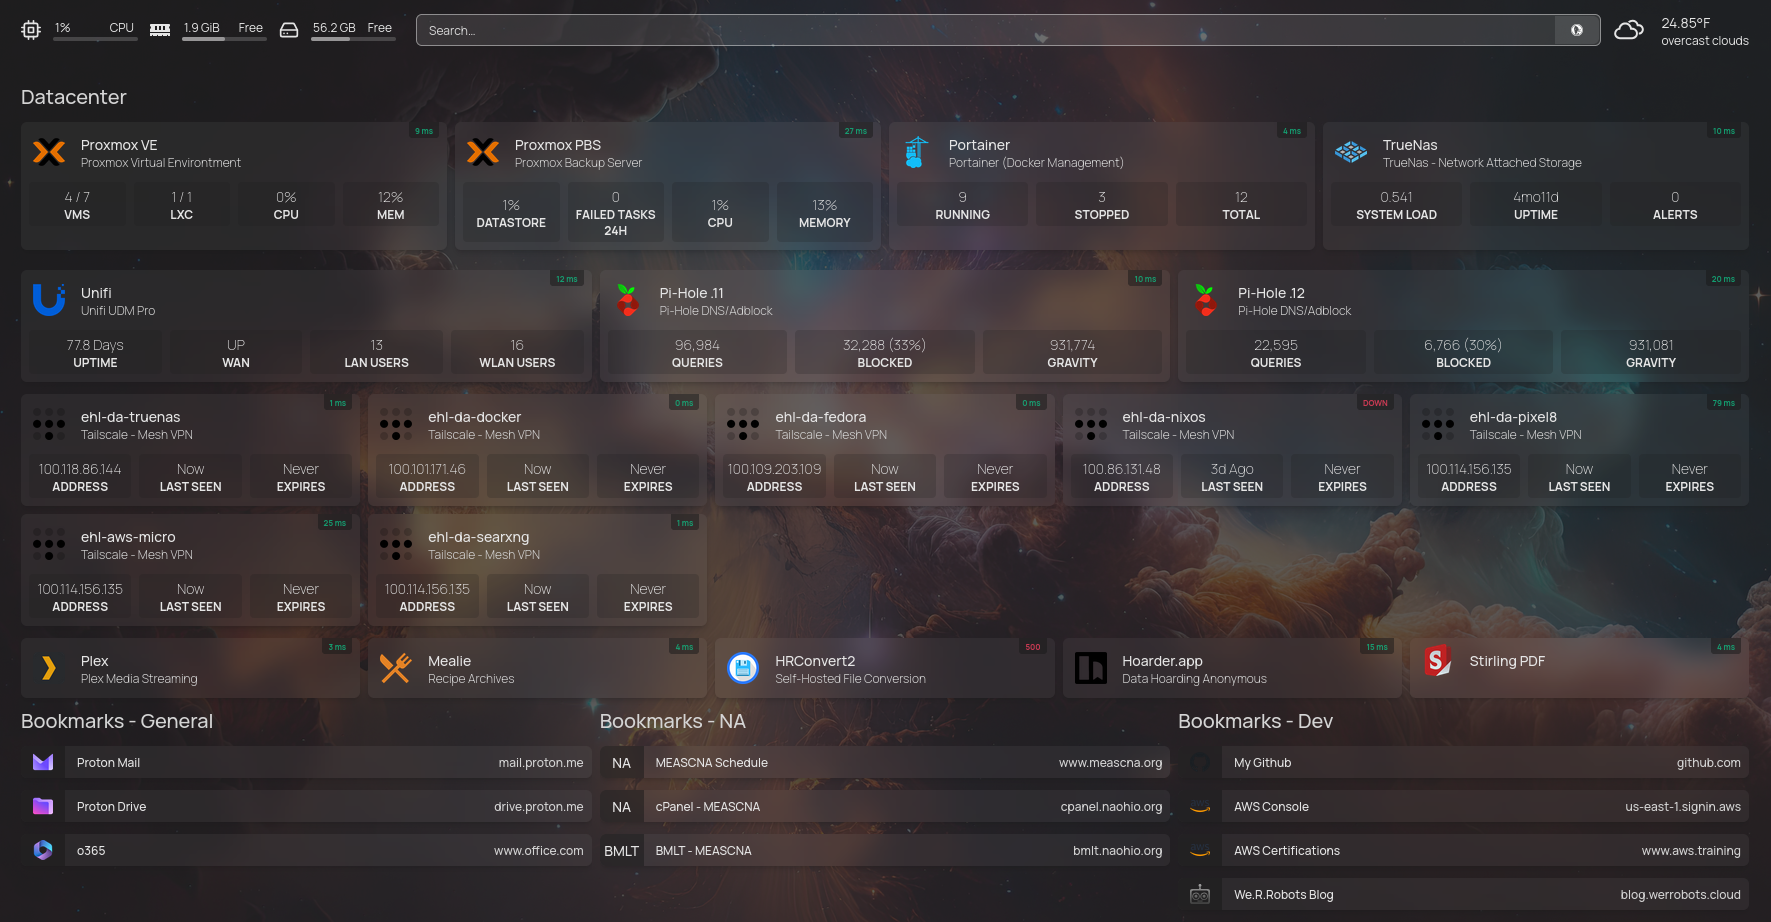 1% CPU
1.9 GiB Free
56.2 GB Free
Search...
24.85°F
overcast clouds
Datacenter
9 ms
Proxmox VE
Proxmox Virtual Environtment
4 / 7
VMS
1 / 1
LXC
0%
CPU
12%
MEM
27 ms
Proxmox PBS
Proxmox Backup Server
1%
DATASTORE
0
FAILED TASKS
24H
1%
CPU
13%
MEMORY
4 ms
Portainer
Portainer (Docker Management)
9
RUNNING
3
STOPPED
12
TOTAL
10 ms
TrueNas
TrueNas - Network Attached Storage
0.541
SYSTEM LOAD
4mo11d
UPTIME
0
ALERTS
12 ms
Unifi
Unifi UDM Pro
77.8 Days
UPTIME
UP
WAN
13
LAN USERS
16
WLAN USERS
10 ms
Pi-Hole .11
Pi-Hole DNS/Adblock
96,984
QUERIES
32,288 (33%)
BLOCKED
931,774
GRAVITY
20 ms
Pi-Hole .12
Pi-Hole DNS/Adblock
22,595
QUERIES
6,766 (30%)
BLOCKED
931,081
GRAVITY
1 ms
ehl-da-truenas
Tailscale - Mesh VPN
100.118.86.144
ADDRESS
Now
LAST SEEN
Never
EXPIRES
0 ms
ehl-da-docker
Tailscale - Mesh VPN
100.101.171.46
ADDRESS
Now
LAST SEEN
Never
EXPIRES
0 ms
ehl-da-fedora
Tailscale - Mesh VPN
100.109.203.109
ADDRESS
Now
LAST SEEN
Never
EXPIRES
DOWN
ehl-da-nixos
Tailscale - Mesh VPN
100.86.131.48
ADDRESS
3d Ago
LAST SEEN
Never
EXPIRES
79 ms
ehl-da-pixel8
Tailscale - Mesh VPN
100.114.156.135
ADDRESS
Now
LAST SEEN
Never
EXPIRES
25 ms
ehl-aws-micro
Tailscale - Mesh VPN
100.114.156.135
ADDRESS
Now
LAST SEEN
Never
EXPIRES
1 ms
ehl-da-searxng
Tailscale - Mesh VPN
100.114.156.135
ADDRESS
Now
LAST SEEN
Never
EXPIRES
3 ms
Plex
Plex Media Streaming
4 ms
Mealie
Recipe Archives
500
HRConvert2
Self-Hosted File Conversion
15 ms
Hoarder.app
Data Hoarding Anonymous
4 ms
Stirling PDF
Bookmarks - General
Proton Mail mail.proton.me
Proton Drive drive.proton.me
o365 www.office.com
Bookmarks - NA
NA MEASCNA Schedule www.meascna.org
NA cPanel - MEASCNA cpanel.naohio.org
BMLT BMLT - MEASCNA bmlt.naohio.org
Bookmarks - Dev
My Github github.com
AWS Console us-east-1.signin.aws
AWS Certifications www.aws.training
We.R.Robots Blog blog.werrobots.cloud